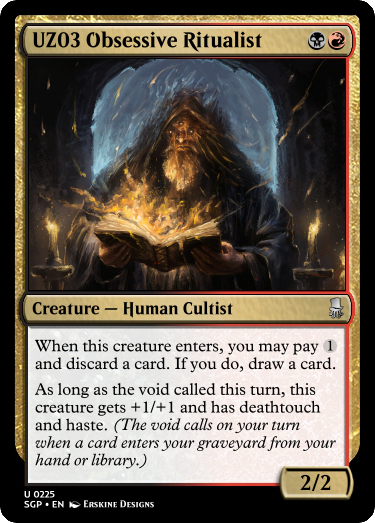 UZ03 Obsessive Ritualist
Creature — Human Cultist
When this creature enters, you may pay 1
and discard a card. If you do, draw a card.
As long as the void called this turn, this
creature gets +1/+1 and has deathtouch
and haste. (The void calls on your turn
when a card enters your graveyard from your
hand or library.)
2/2
U 0225
SGP • EN Erskine Designs